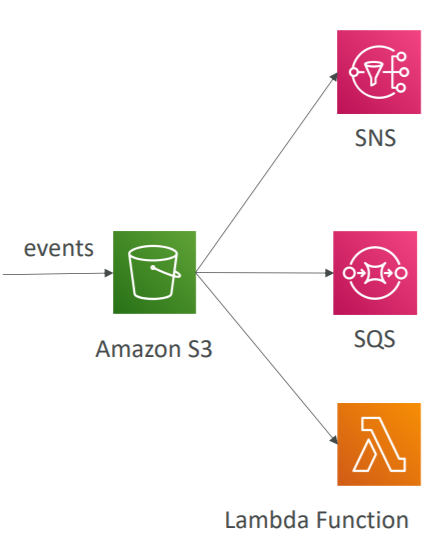 SNS
events
SQS
Amazon S3
Lambda Function